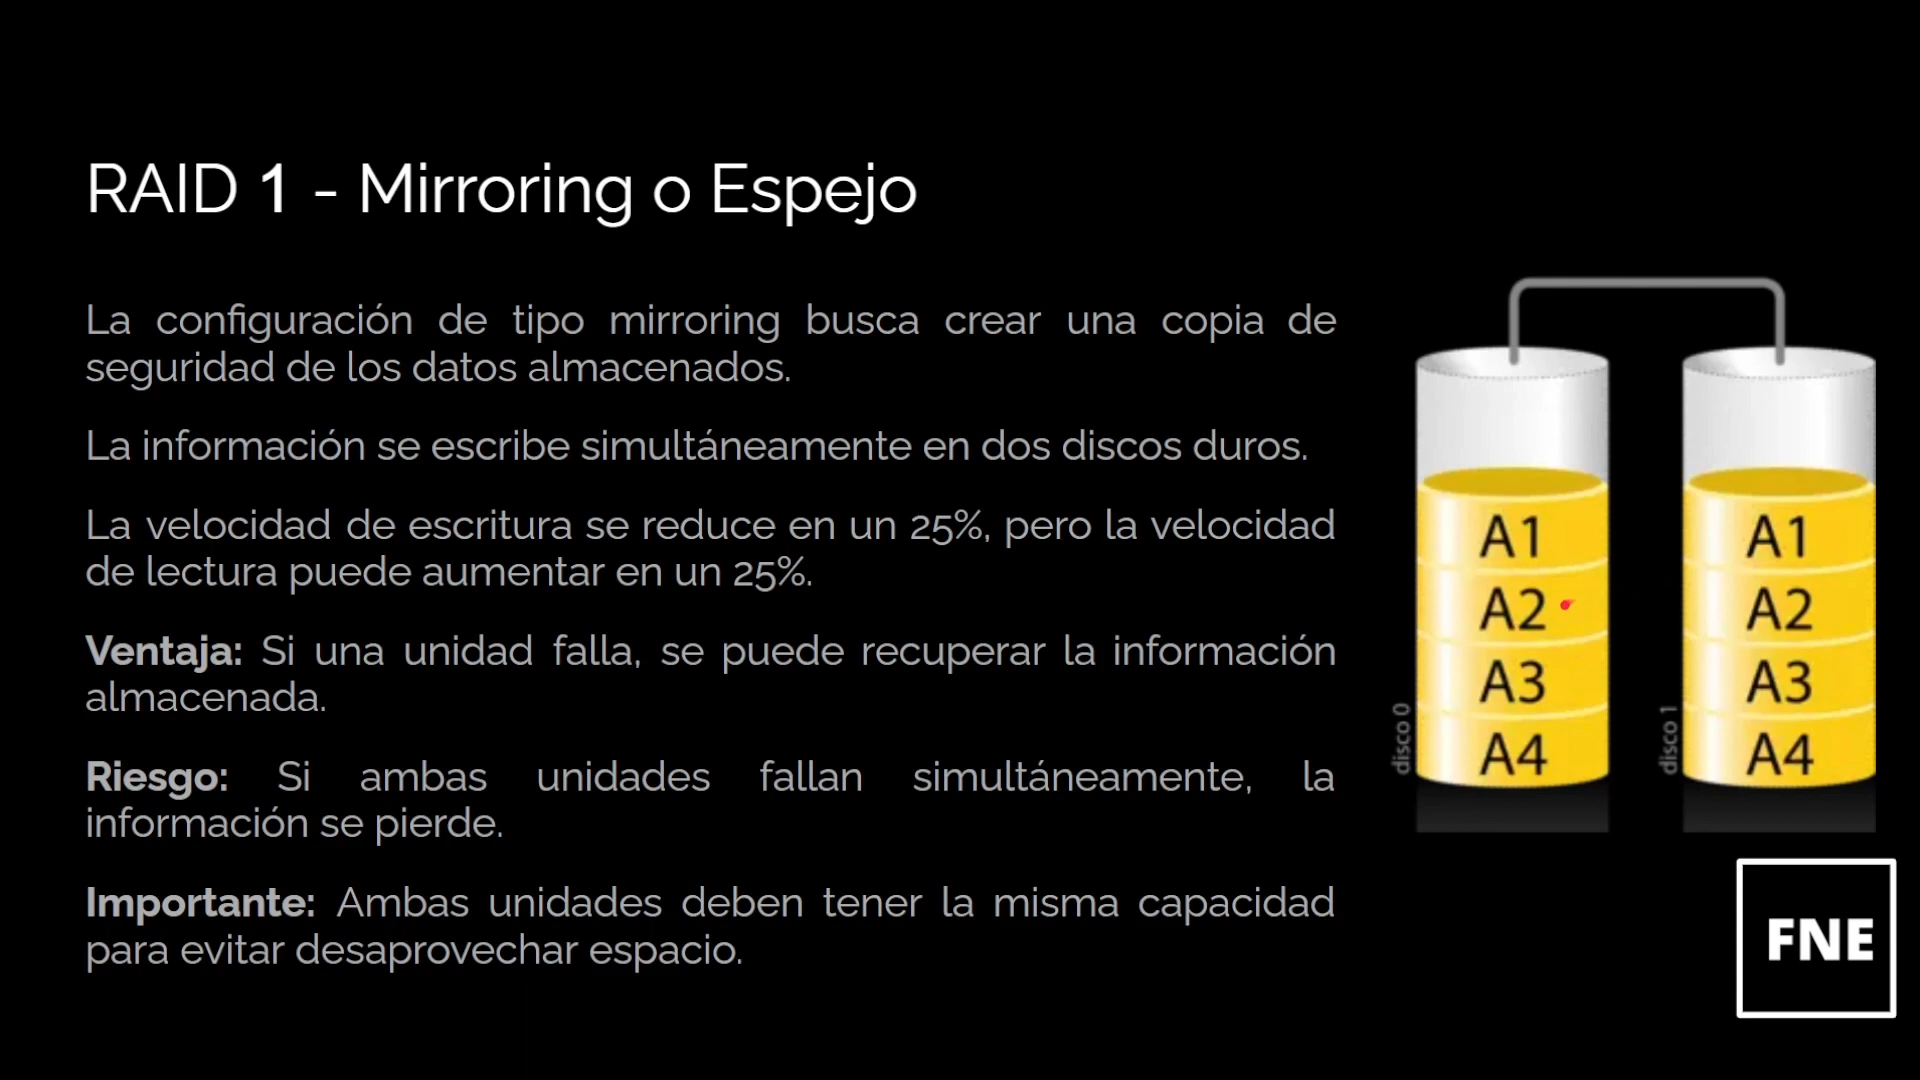 RAID 1 - Mirroring o Espejo
La configuración de tipo mirroring busca crear una copia de
seguridad de los datos almacenados.
La información se escribe simultáneamente en dos discos duros.
La velocidad de escritura se reduce en un 25%, pero la velocidad
de lectura puede aumentar en un 25%.
Ventaja: Si una unidad falla, se puede recuperar la información
almacenada.
Riesgo: Si ambas unidades fallan simultáneamente, la
información se pierde.
Importante: Ambas unidades deben tener la misma capacidad
para evitar desaprovechar espacio.
A1
A2
A3
A4
disco 0
A1
A2
A3
A4
disco 1
FNE